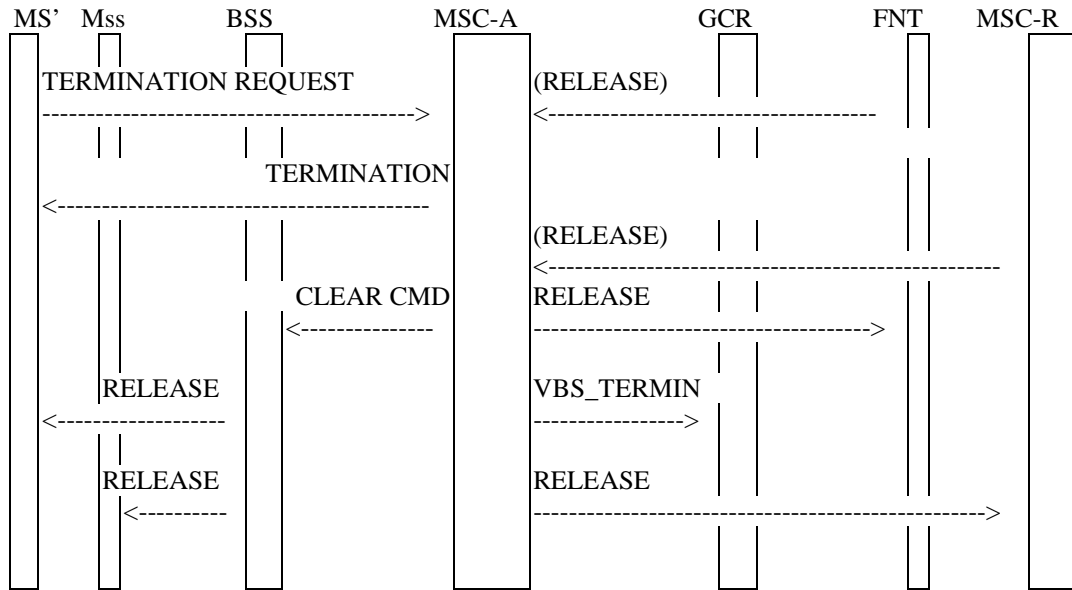 MS’ Mss BSS MSC-A GCR FNT MSC-R
TERMINATION REQUEST (RELEASE)
TERMINATION
(RELEASE)
CLEAR CMD RELEASE
RELEASE VBS_TERMIN
RELEASE RELEASE